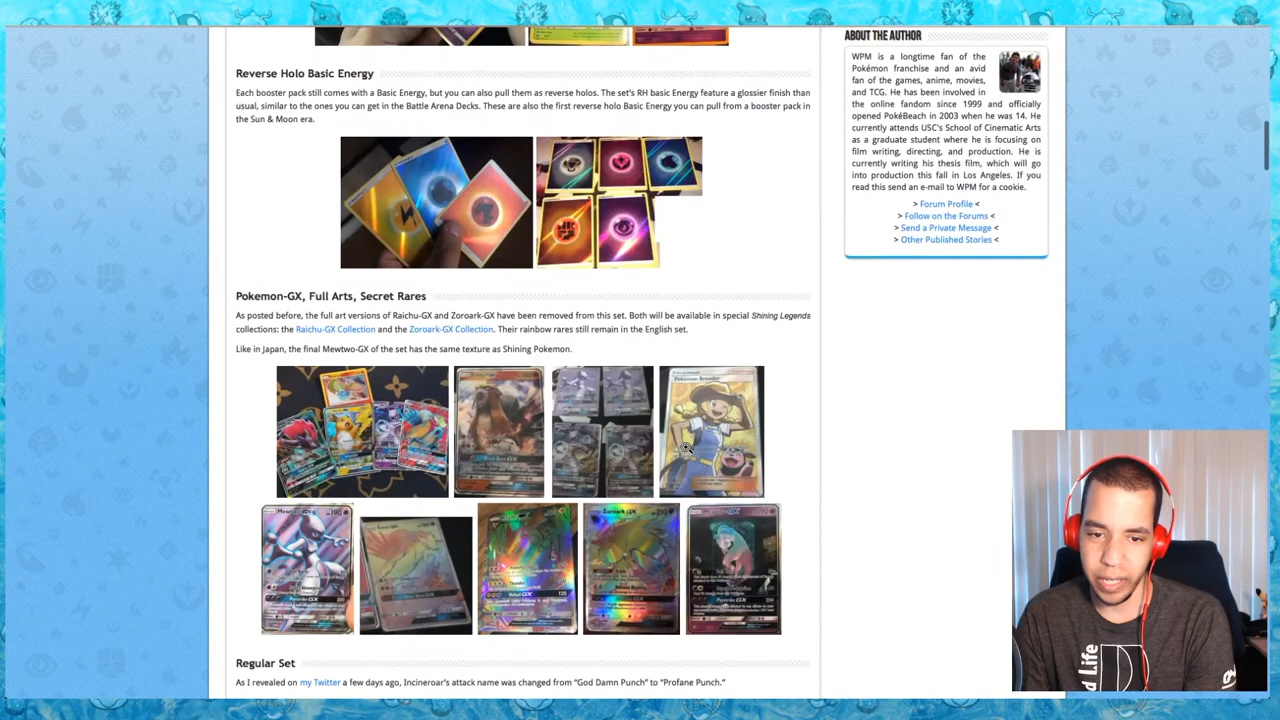 ABOUT THE AUTHOR
WPM is a longtime fan of the
Pokémon franchise and an avid
fan of the games, anime, movies,
and TCG. He has been involved in
the online fandom since 1999 and officially
opened PokéBeach in 2003 when he was 14. He
currently attends USC's School of Cinematic Arts
as a graduate student where he is focusing on
film writing, directing, and production. He is
currently writing his thesis film, which will go
into production this fall in Los Angeles. If you
read this send an e-mail to WPM for a cookie.
> Forum Profile <
> Follow on the Forums <
> Send a Private Message <
> Other Published Stories <
Reverse Holo Basic Energy
Each booster pack still comes with a Basic Energy, but you can also pull them as reverse holos. The set's RH basic Energy feature a glossier finish than
usual, similar to the ones you can get in the Battle Arena Decks. These are also the first reverse holo Basic Energy you can pull from a booster pack in
the Sun & Moon era.
Pokemon-GX, Full Arts, Secret Rares
As posted before, the full art versions of Raichu-GX and Zoroark-GX have been removed from this set. Both will be available in special Shining Legends
collections: the Raichu-GX Collection and the Zoroark-GX Collection. Their rainbow rares still remain in the English set.
Like in Japan, the final Mewtwo-GX of the set has the same texture as Shining Pokemon.
Pokémon Breeder
Mewtwo GX 190
Zoroark GX 210
Regular Set
As I revealed on my Twitter a few days ago, Incineroar's attack name was changed from “God Damn Punch” to “Profane Punch.”
d Life